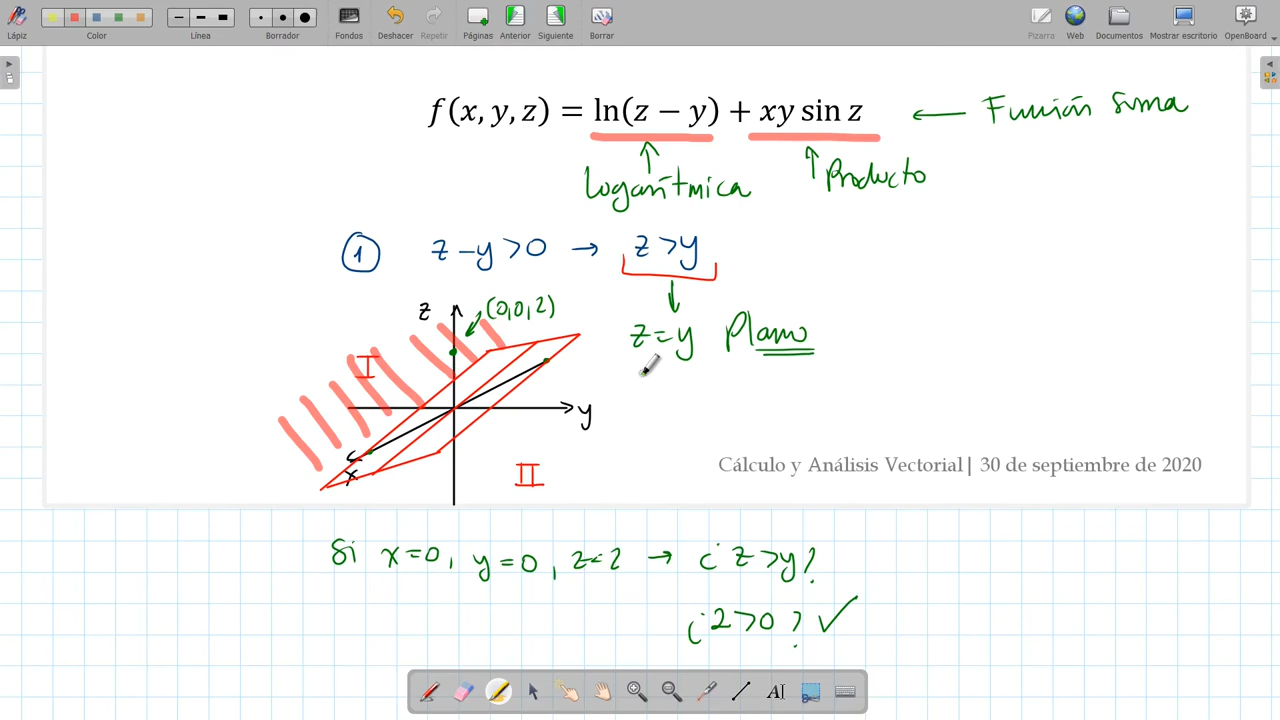 Lápiz Color Línea Borrador Fondos Deshacer Repetir Páginas Anterior Siguiente Borrar Pizarra Web Documentos Mostrar escritorio OpenBoard
f(x, y, z) = ln(z − y) + xy sin z ← Función suma
↑ Logarítmica ↑ Producto
1 z − y > 0 → z > y
↓
z = y Plano
z (0,0,2)
I
y
x
II
Cálculo y Análisis Vectorial| 30 de septiembre de 2020
Si x=0, y=0, z=2 → ¿ z > y?
¿ 2 > 0 ? ✓
AI